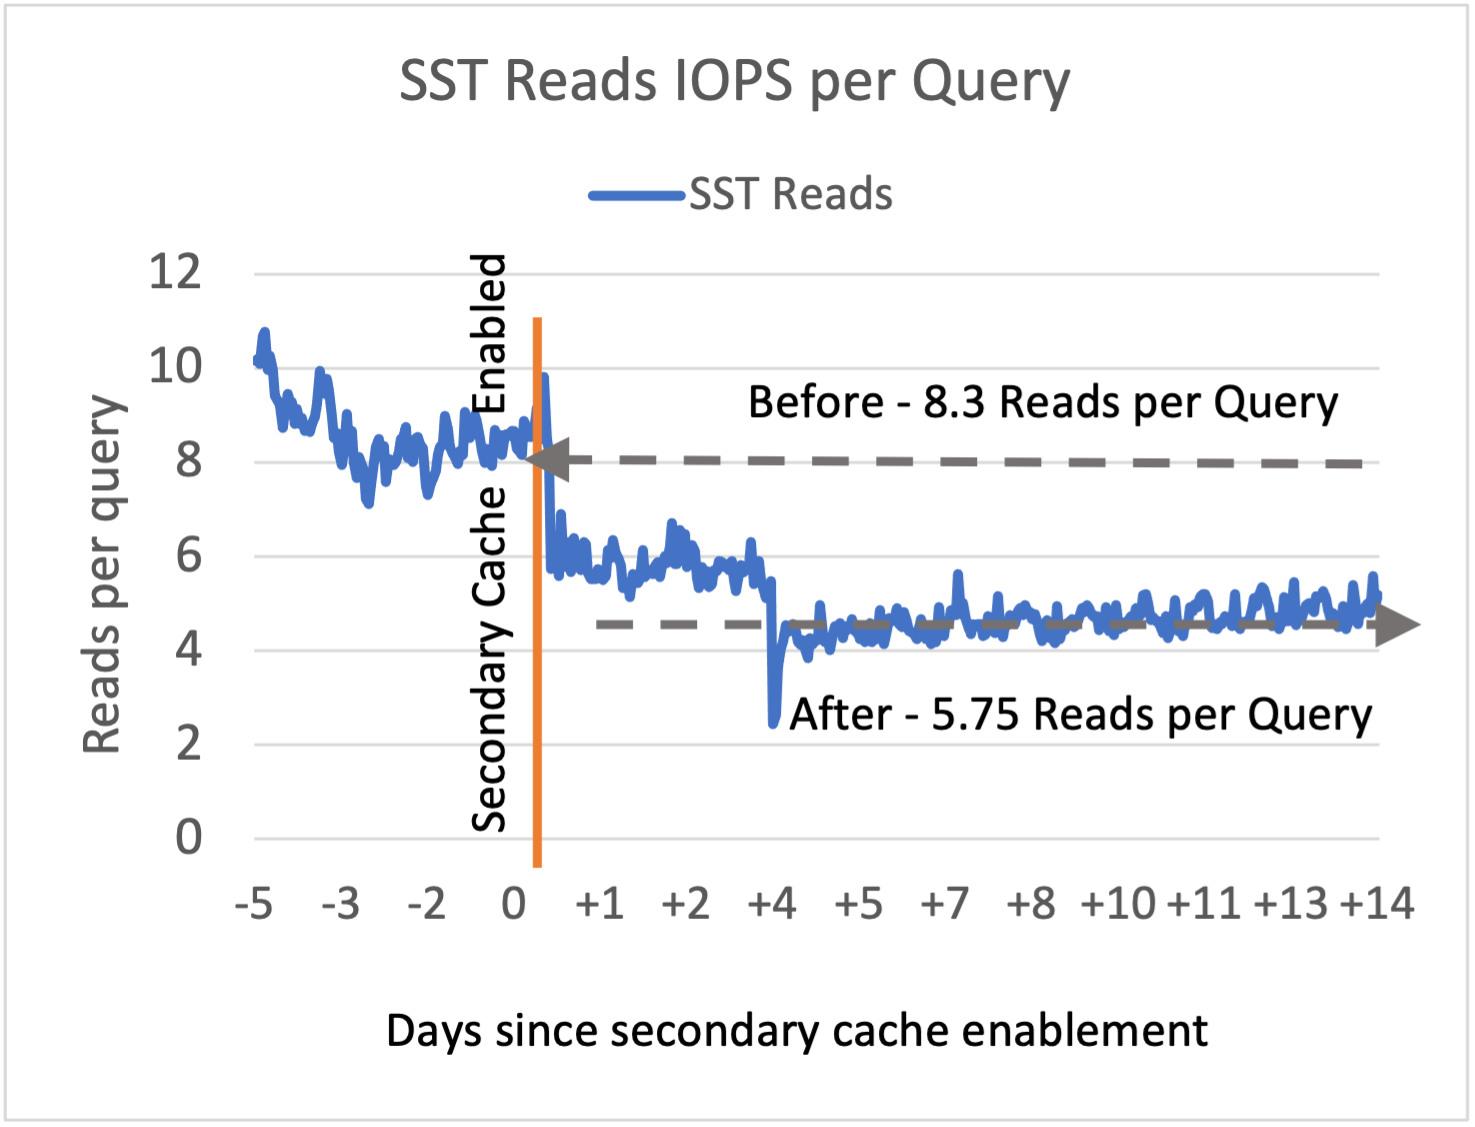 SST Reads IOPS per Query
SST Reads
12
10
8
6
4
2
0
Reads per query
Secondary Cache Enabled
Before - 8.3 Reads per Query
After - 5.75 Reads per Query
-5 -3 -2 0 +1 +2 +4 +5 +7 +8 +10 +11 +13 +14
Days since secondary cache enablement